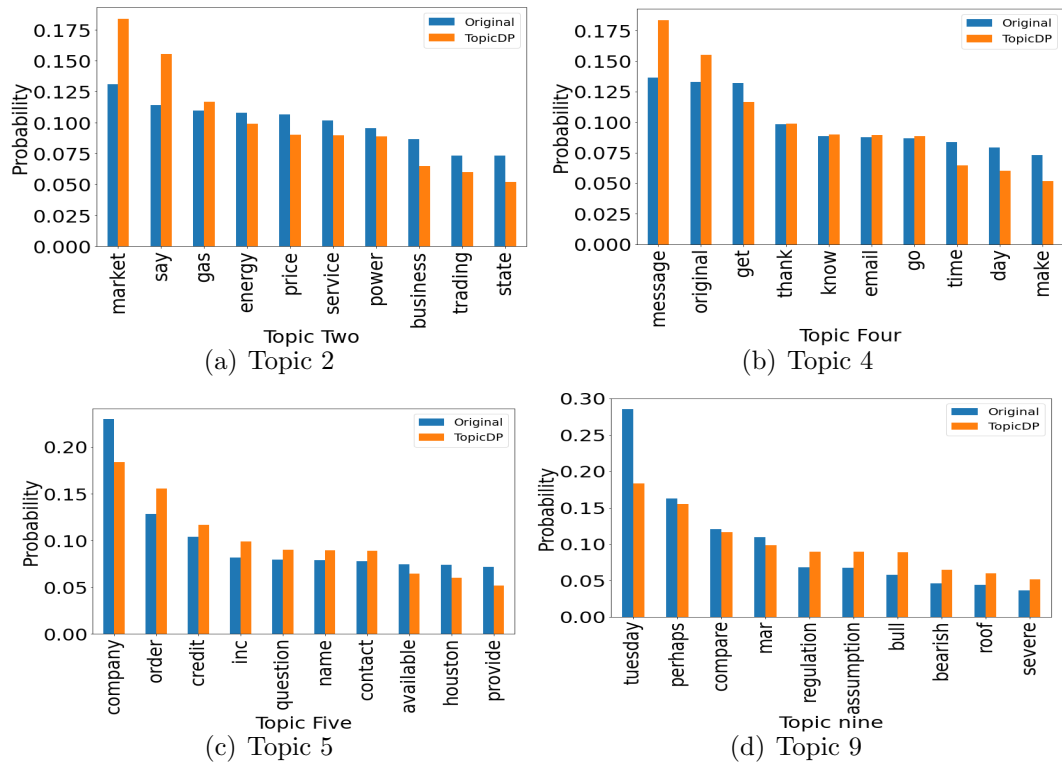 0.175
0.150
0.125
0.100
0.075
0.050
0.025
0.000
Probability
Original
TopicDP
market
say
gas
energy
price
service
power
business
trading
state
Topic Two
(a) Topic 2
0.175
0.150
0.125
0.100
0.075
0.050
0.025
0.000
Probability
Original
TopicDP
message
original
get
thank
know
email
go
time
day
make
Topic Four
(b) Topic 4
0.20
0.15
0.10
0.05
0.00
Probability
Original
TopicDP
company
order
credit
inc
question
name
contact
available
houston
provide
Topic Five
(c) Topic 5
0.30
0.25
0.20
0.15
0.10
0.05
0.00
Probability
Original
TopicDP
tuesday
perhaps
compare
mar
regulation
assumption
bull
bearish
roof
severe
Topic nine
(d) Topic 9